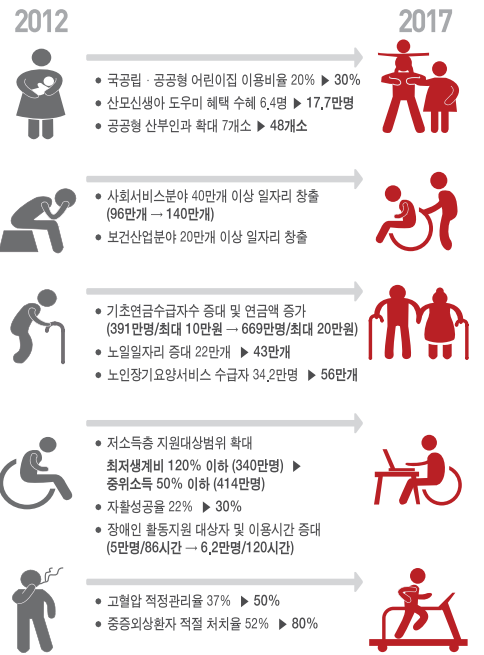 2012
2017
• 국공립 · 공공형 어린이집 이용비율 20% ▶ 30%
• 산모신생아 도우미 혜택 수혜 6.4명 ▶ 17.7만명
• 공공형 산부인과 확대 7개소 ▶ 48개소
• 사회서비스분야 40만개 이상 일자리 창출
(96만개 → 140만개)
• 보건산업분야 20만개 이상 일자리 창출
• 기초연금수급자수 증대 및 연금액 증가
(391만명/최대 10만원 → 669만명/최대 20만원)
• 노일일자리 증대 22만개 ▶ 43만개
• 노인장기요양서비스 수급자 34.2만명 ▶ 56만개
• 저소득층 지원대상범위 확대
최저생계비 120% 이하 (340만명) ▶
중위소득 50% 이하 (414만명)
• 자활성공율 22% ▶ 30%
• 장애인 활동지원 대상자 및 이용시간 증대
(5만명/86시간 → 6.2만명/120시간)
• 고혈압 적정관리율 37% ▶ 50%
• 중증외상환자 적절 처치율 52% ▶ 80%